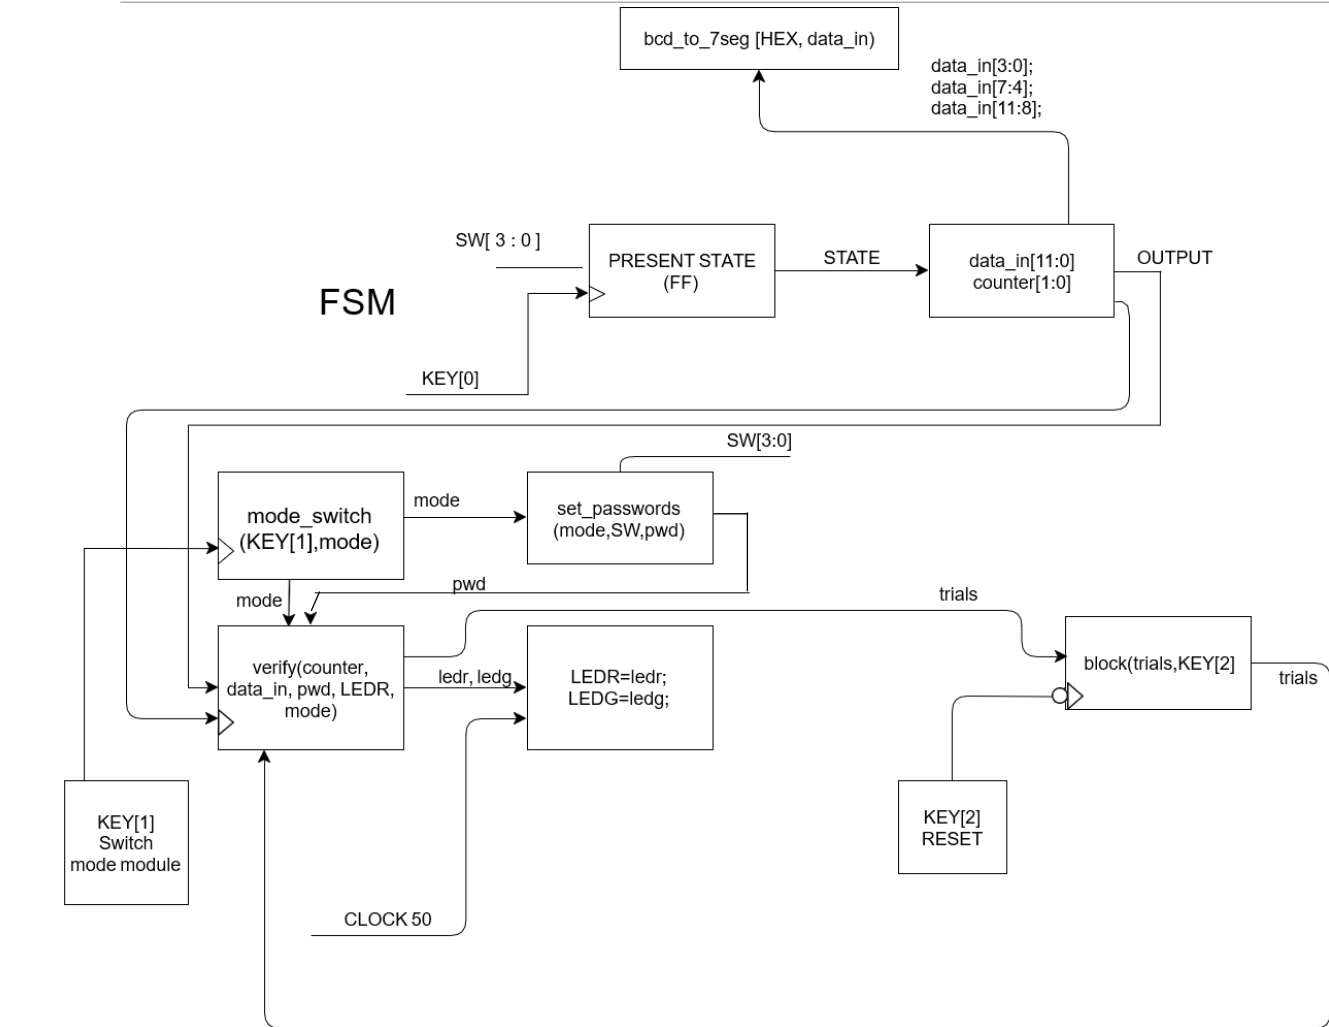 bcd_to_7seg [HEX, data_in)
data_in[3:0];
data_in[7:4];
data_in[11:8];
SW[ 3 : 0 ]
PRESENT STATE
(FF)
STATE
data_in[11:0]
counter[1:0]
OUTPUT
FSM
KEY[0]
SW[3:0]
mode_switch
(KEY[1],mode)
mode
set_passwords
(mode,SW,pwd)
mode
pwd
trials
verify(counter,
data_in, pwd, LEDR,
mode)
ledr, ledg
LEDR=ledr;
LEDG=ledg;
block(trials,KEY[2]
trials
KEY[1]
Switch
mode module
KEY[2]
RESET
CLOCK 50